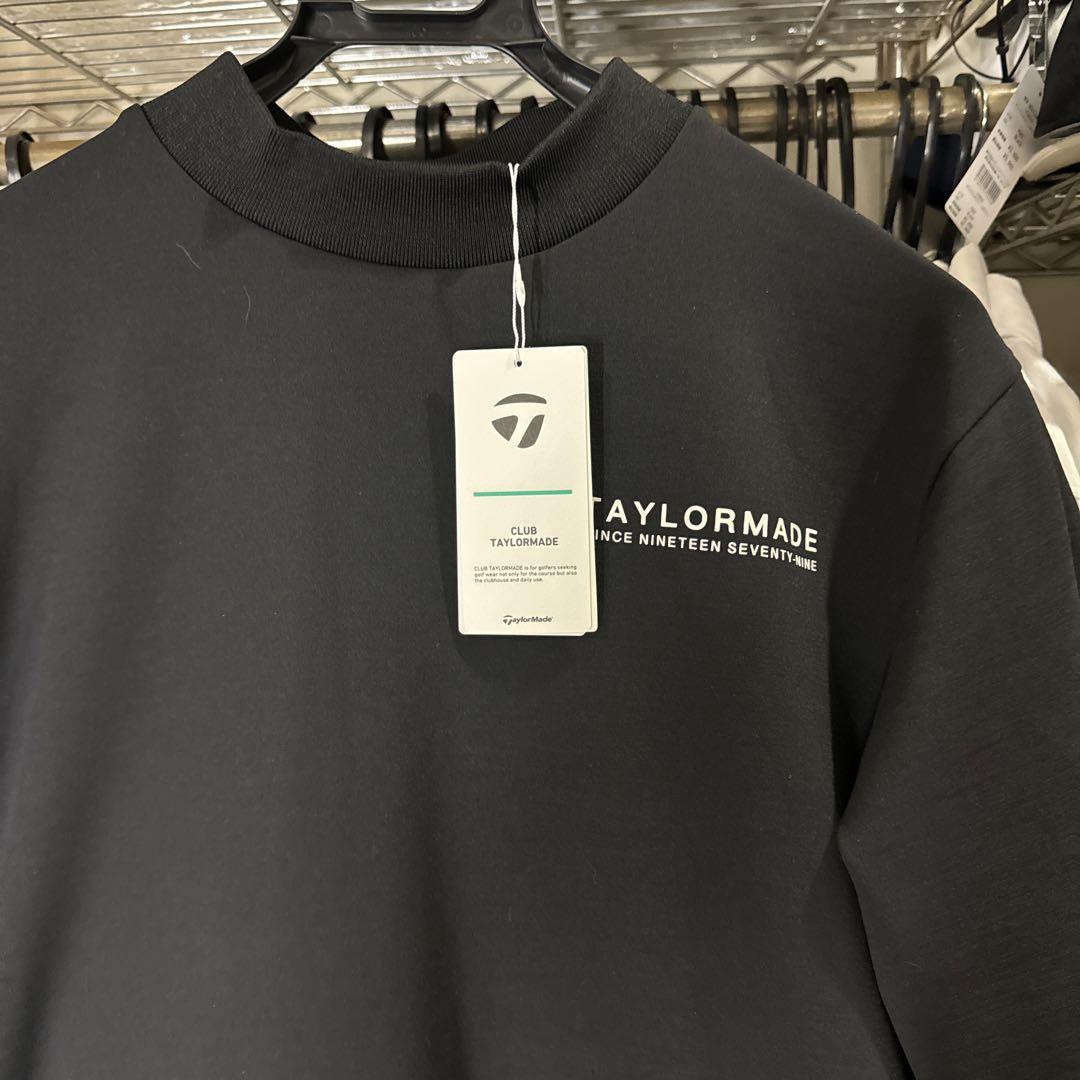 CLUB
TAYLORMADE
CLUB TAYLORMADE is for golfers seeking
golf wear not only for the course but also
the clubhouse and daily use.
TaylorMade
TAYLORMADE
INCE NINETEEN SEVENTY-NINE